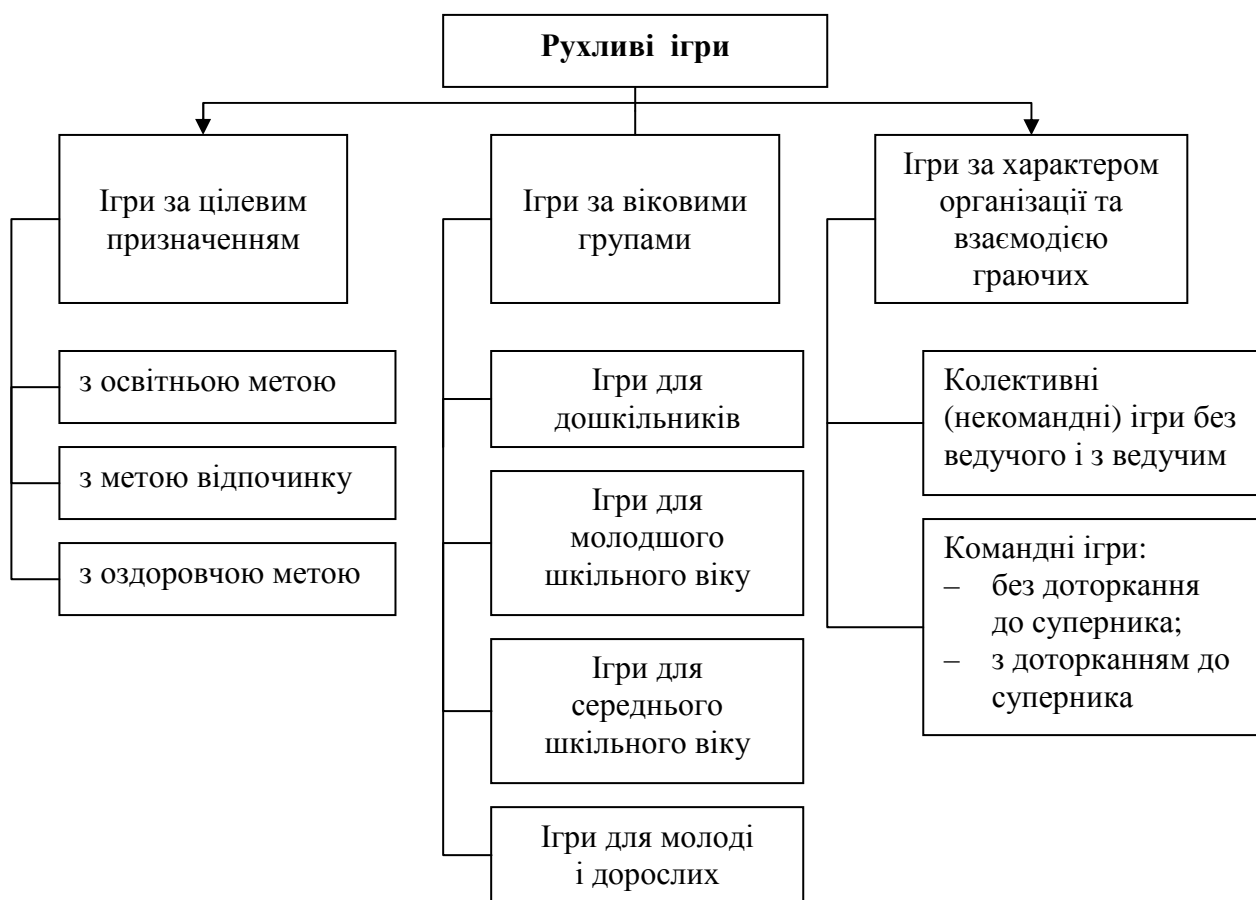 Рухливі ігри
Ігри за цілевим
призначенням
з освітньою метою
з метою відпочинку
з оздоровчою метою
Ігри за віковими
групами
Ігри для
дошкільників
Ігри для
молодшого
шкільного віку
Ігри для
середнього
шкільного віку
Ігри для молоді
і дорослих
Ігри за характером
організації та
взаємодією
граючих
Колективні
(некомандні) ігри без
ведучого і з ведучим
Командні ігри:
– без доторкання
до суперника;
– з доторканням до
суперника